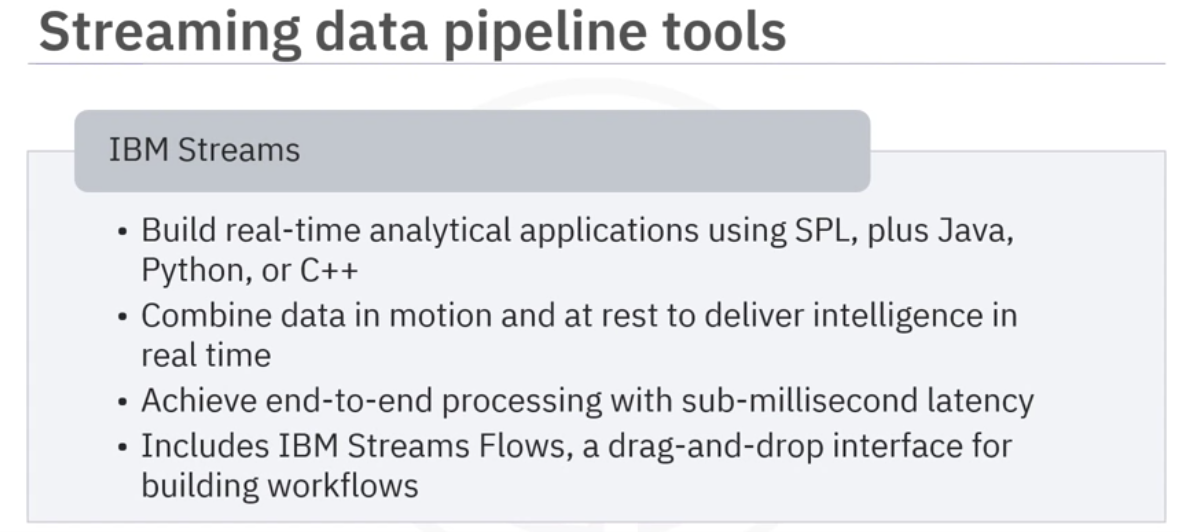 Streaming data pipeline tools
IBM Streams
• Build real-time analytical applications using SPL, plus Java,
Python, or C++
• Combine data in motion and at rest to deliver intelligence in
real time
• Achieve end-to-end processing with sub-millisecond latency
• Includes IBM Streams Flows, a drag-and-drop interface for
building workflows